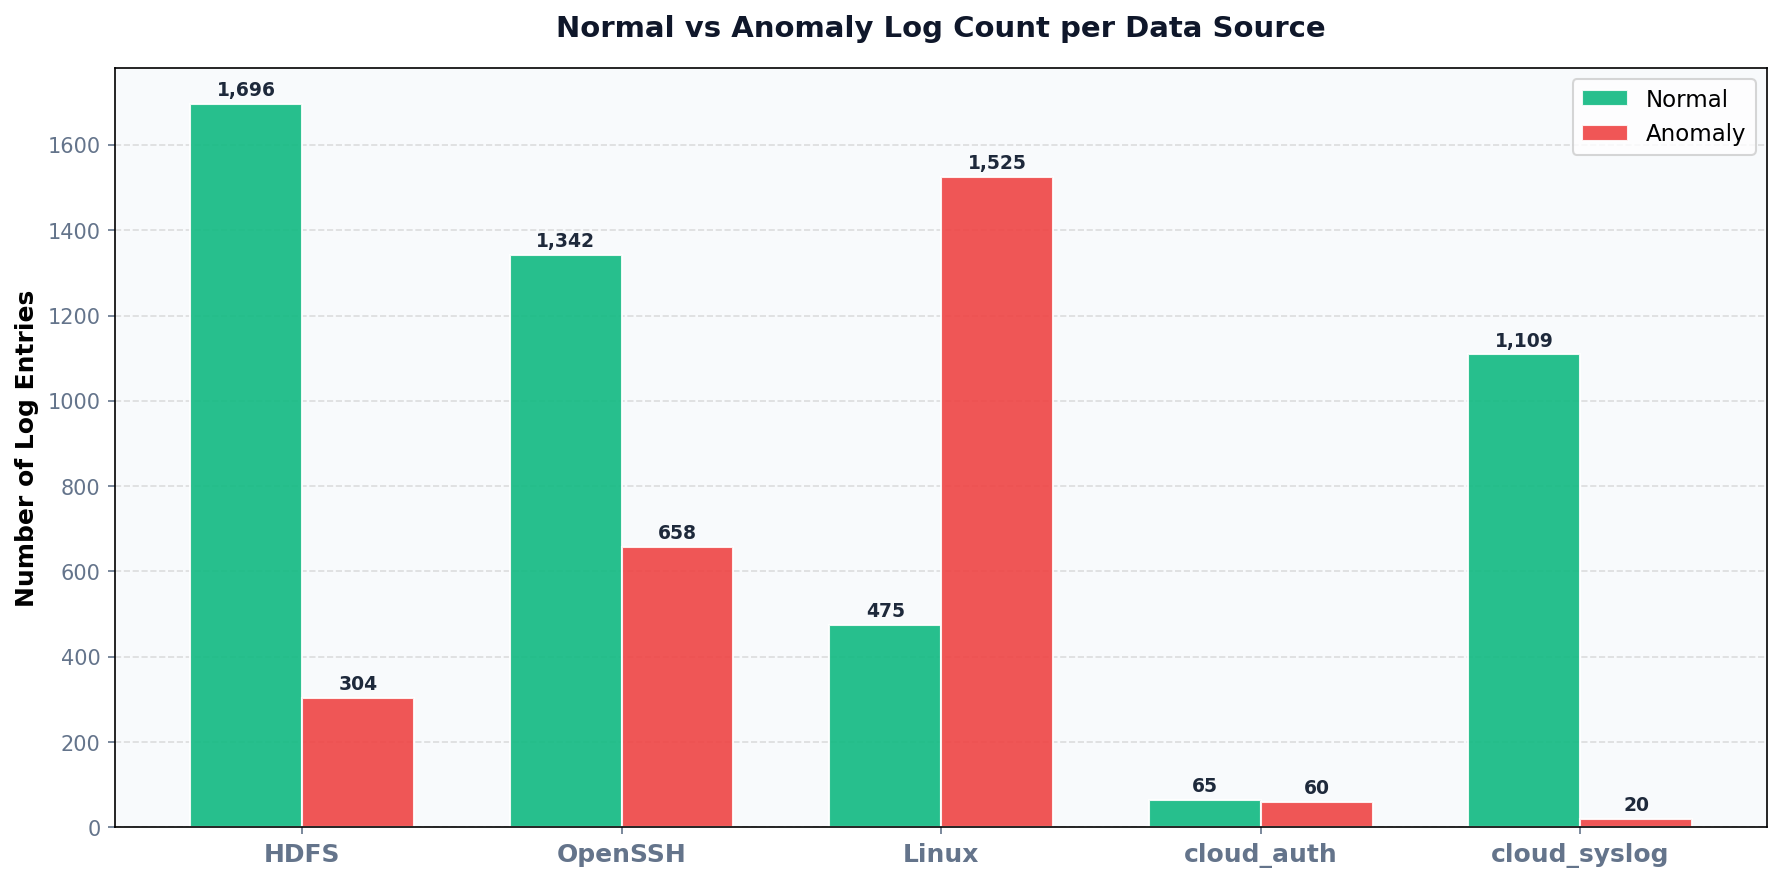 Normal vs Anomaly Log Count per Data Source
Normal
Anomaly
Number of Log Entries
1600
1400
1200
1000
800
600
400
200
0
1,696
304
1,342
658
475
1,525
65
60
1,109
20
HDFS
OpenSSH
Linux
cloud_auth
cloud_syslog